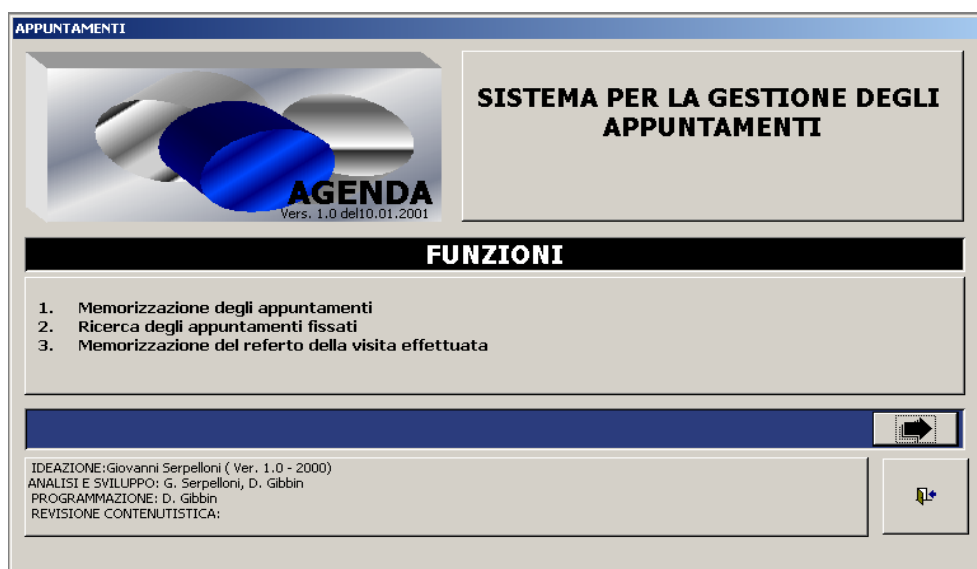 APPUNTAMENTI
AGENDA
Vers. 1.0 del10.01.2001
SISTEMA PER LA GESTIONE DEGLI
APPUNTAMENTI
FUNZIONI
1. Memorizzazione degli appuntamenti
2. Ricerca degli appuntamenti fissati
3. Memorizzazione del referto della visita effettuata
IDEAZIONE:Giovanni Serpelloni ( Ver. 1.0 - 2000)
ANALISI E SVILUPPO: G. Serpelloni, D. Gibbin
PROGRAMMAZIONE: D. Gibbin
REVISIONE CONTENUTISTICA: